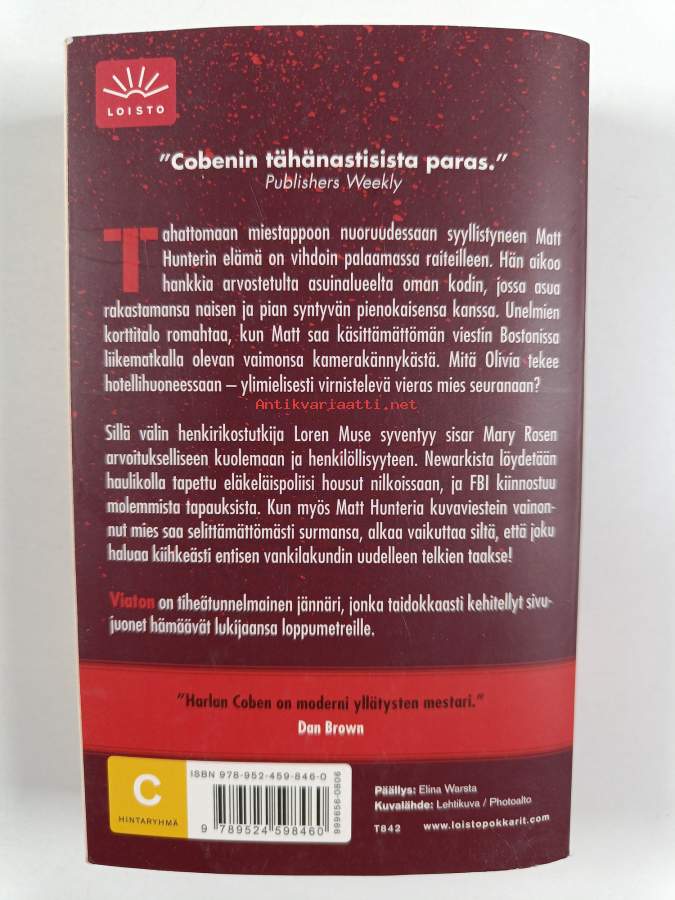 LOISTO
”Cobenin tähänastisista paras.”
Publishers Weekly
Tahattomaan miestappoon nuoruudessaan syyllistyneen Matt
Hunterin elämä on vihdoin palaamassa raiteilleen. Hän aikoo
hankkia arvostetulta asuinalueelta oman kodin, jossa asua
rakastamansa naisen ja pian syntyvän pienokaisensa kanssa. Unelmien
korttitalo romahtaa, kun Matt saa käsittämättömän viestin Bostonissa
liikematkalla olevan vaimonsa kamerakännykästä. Mitä Olivia tekee
hotellihuoneessaan – ylimielisesti virnistelevä vieras mies seuranaan?
Antikvariaatti.net
Sillä välin henkirikostutkija Loren Muse syventyy sisar Mary Rosen
arvoitukselliseen kuolemaan ja henkilöllisyyteen. Newarkista löydetään
haulikolla tapettu eläkeläispoliisi housut nilkoissaan, ja FBI kiinnostuu
molemmista tapauksista. Kun myös Matt Hunteria kuvaviestein vainon-
nut mies saa selittämättömästi surmansa, alkaa vaikuttaa siltä, että joku
haluaa kiihkeästi entisen vankilakundin uudelleen telkien taakse!
Viaton on tiheätunnelmainen jännäri, jonka taidokkaasti kehitellyt sivu-
juonet hämäävät lukijaansa loppumetreille.
”Harlan Coben on moderni yllätysten mestari.”
Dan Brown
C
HINTARYHMÄ
ISBN 978-952-459-846-0
9 789524 598460
999656-0806
Päällys: Elina Warsta
Kuvalähde: Lehtikuva / Photoalto
T842 www.loistopokkarit.com